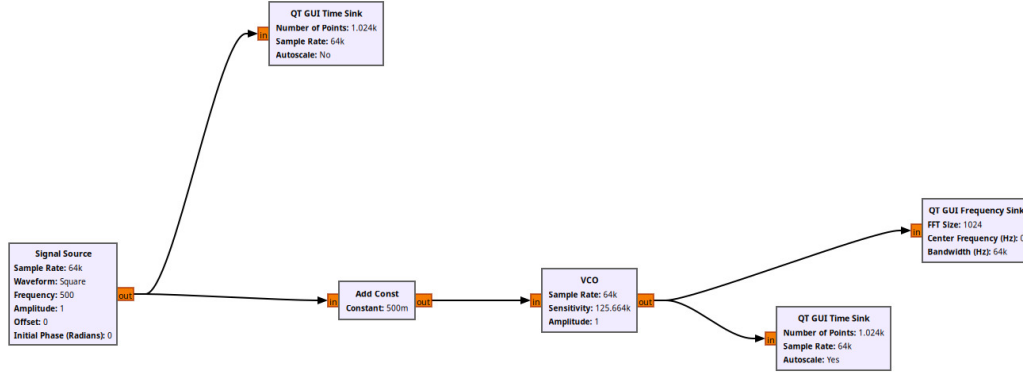 QT GUI Time Sink
Number of Points: 1.024k
Sample Rate: 64k
Autoscale: No
in
Signal Source
Sample Rate: 64k
Waveform: Square
Frequency: 500
Amplitude: 1
Offset: 0
Initial Phase (Radians): 0
out
in
Add Const
Constant: 500m
out
in
VCO
Sample Rate: 64k
Sensitivity: 125.664k
Amplitude: 1
out
in
QT GUI Frequency Sink
FFT Size: 1024
Center Frequency (Hz): 0
Bandwidth (Hz): 64k
in
QT GUI Time Sink
Number of Points: 1.024k
Sample Rate: 64k
Autoscale: Yes